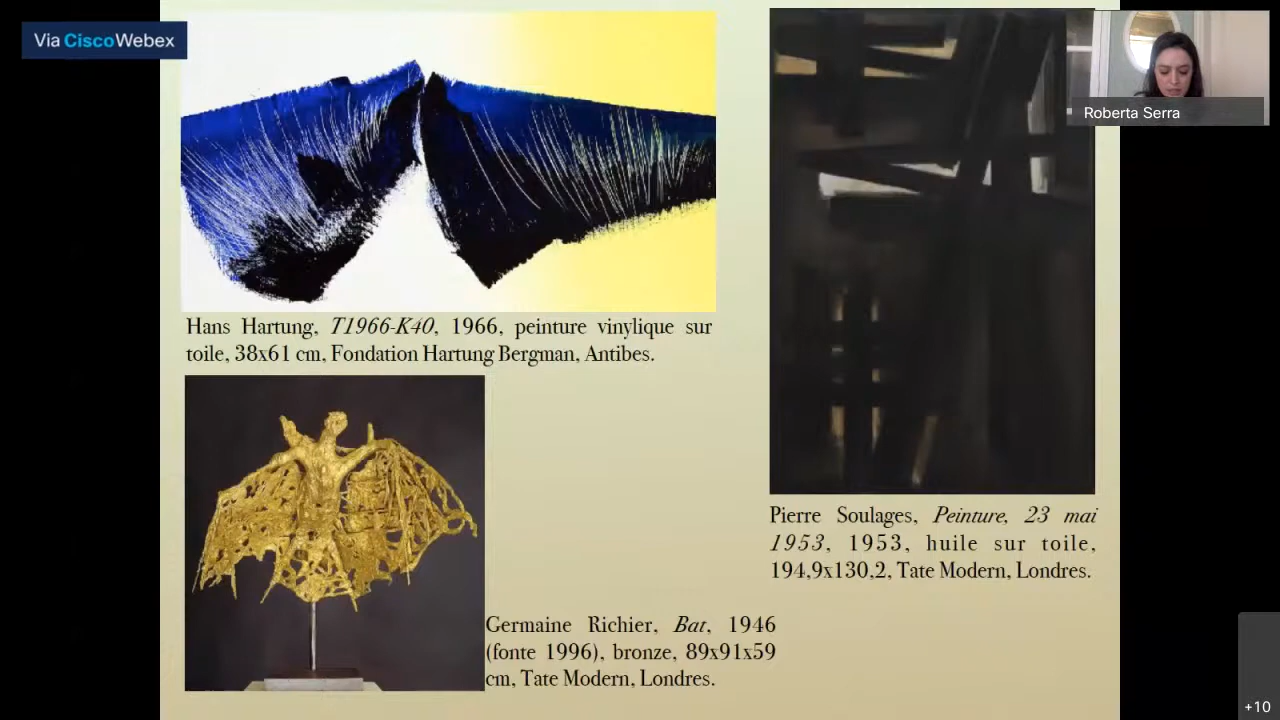 Via Cisco Webex
Roberta Serra
Hans Hartung, T1966-K40, 1966, peinture vinylique sur
toile, 38x61 cm, Fondation Hartung Bergman, Antibes.
Pierre Soulages, Peinture, 23 mai
1953, 1953, huile sur toile,
194,9x130,2, Tate Modern, Londres.
Germaine Richier, Bat, 1946
(fonte 1996), bronze, 89x91x59
cm, Tate Modern, Londres.
+10